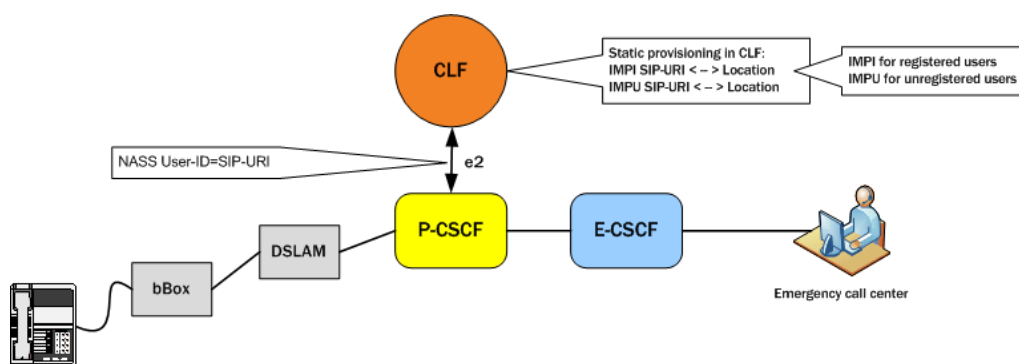 CLF
Static provisioning in CLF:
IMPI SIP-URI < -- > Location
IMPU SIP-URI < -- > Location
IMPI for registered users
IMPU for unregistered users
NASS User-ID=SIP-URI
e2
P-CSCF
E-CSCF
DSLAM
bBox
Emergency call center